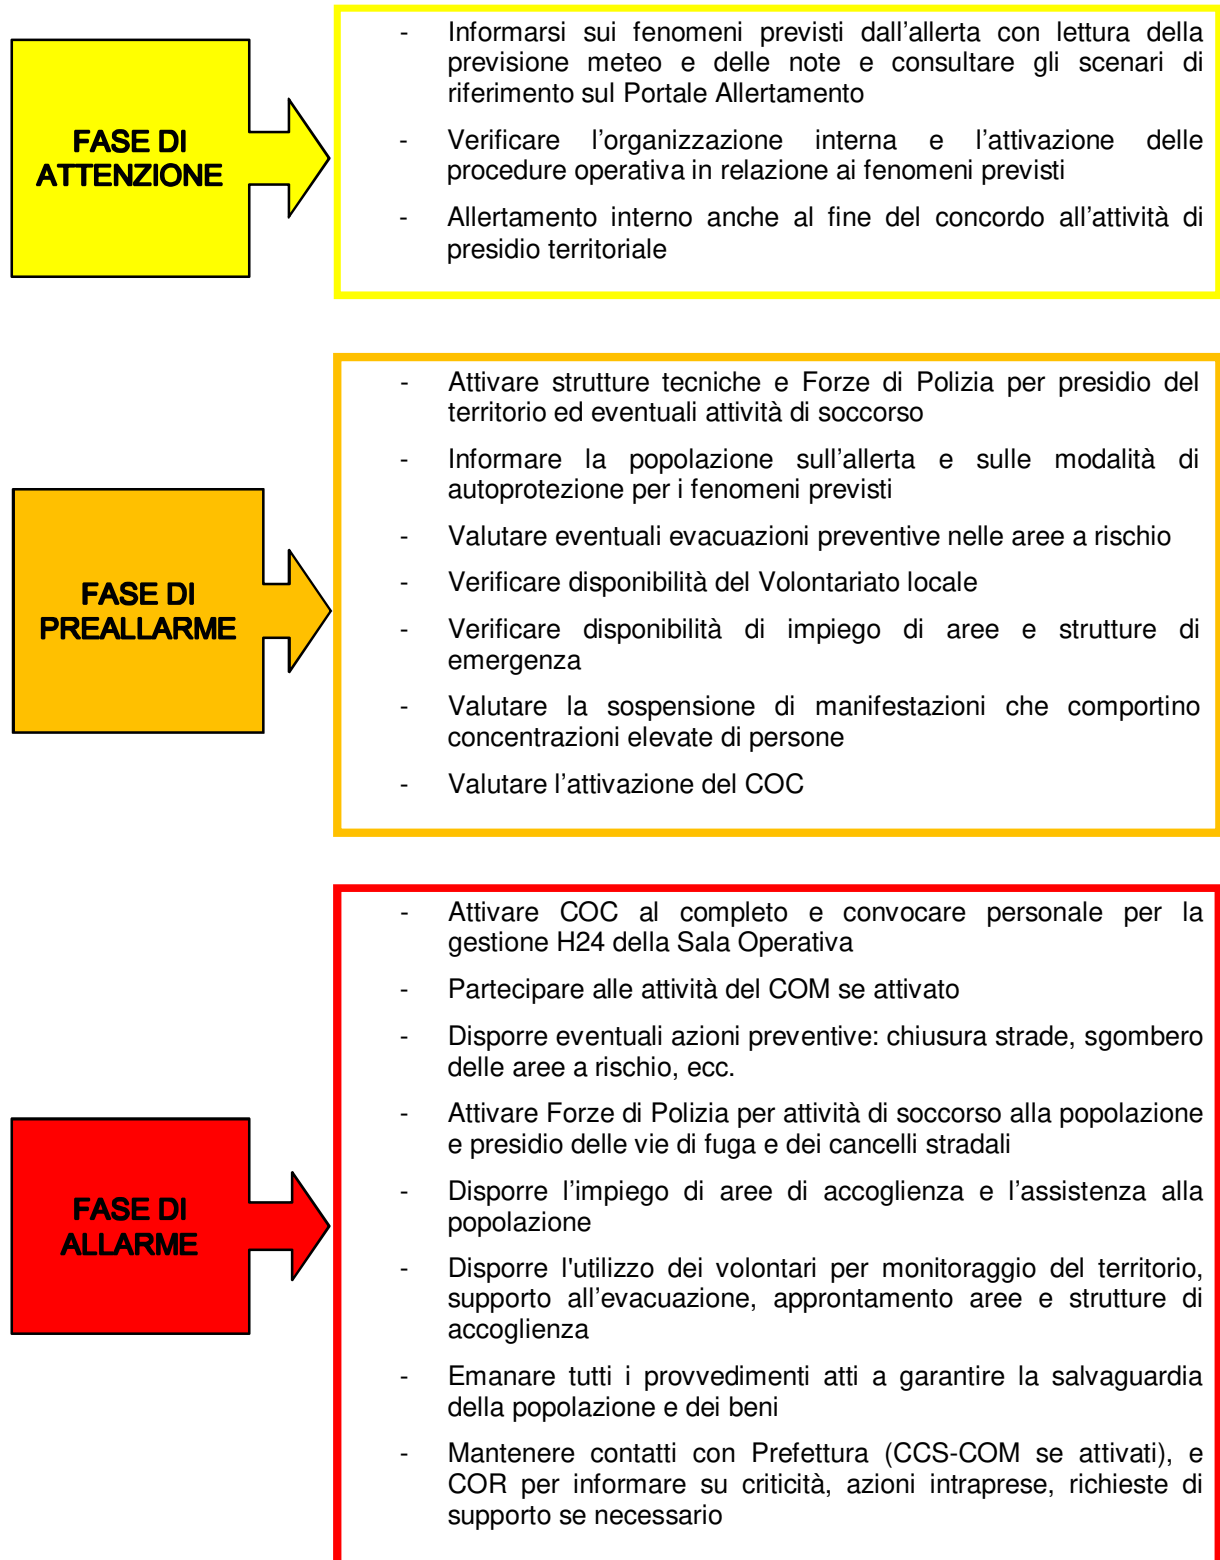 FASE DI
ATTENZIONE
- Informarsi sui fenomeni previsti dall’allerta con lettura della
previsione meteo e delle note e consultare gli scenari di
riferimento sul Portale Allertamento
- Verificare l’organizzazione interna e l’attivazione delle
procedure operativa in relazione ai fenomeni previsti
- Allertamento interno anche al fine del concordo all’attività di
presidio territoriale
FASE DI
PREALLARME
- Attivare strutture tecniche e Forze di Polizia per presidio del
territorio ed eventuali attività di soccorso
- Informare la popolazione sull’allerta e sulle modalità di
autoprotezione per i fenomeni previsti
- Valutare eventuali evacuazioni preventive nelle aree a rischio
- Verificare disponibilità del Volontariato locale
- Verificare disponibilità di impiego di aree e strutture di
emergenza
- Valutare la sospensione di manifestazioni che comportino
concentrazioni elevate di persone
- Valutare l’attivazione del COC
FASE DI
ALLARME
- Attivare COC al completo e convocare personale per la
gestione H24 della Sala Operativa
- Partecipare alle attività del COM se attivato
- Disporre eventuali azioni preventive: chiusura strade, sgombero
delle aree a rischio, ecc.
- Attivare Forze di Polizia per attività di soccorso alla popolazione
e presidio delle vie di fuga e dei cancelli stradali
- Disporre l’impiego di aree di accoglienza e l’assistenza alla
popolazione
- Disporre l'utilizzo dei volontari per monitoraggio del territorio,
supporto all’evacuazione, approntamento aree e strutture di
accoglienza
- Emanare tutti i provvedimenti atti a garantire la salvaguardia
della popolazione e dei beni
- Mantenere contatti con Prefettura (CCS-COM se attivati), e
COR per informare su criticità, azioni intraprese, richieste di
supporto se necessario